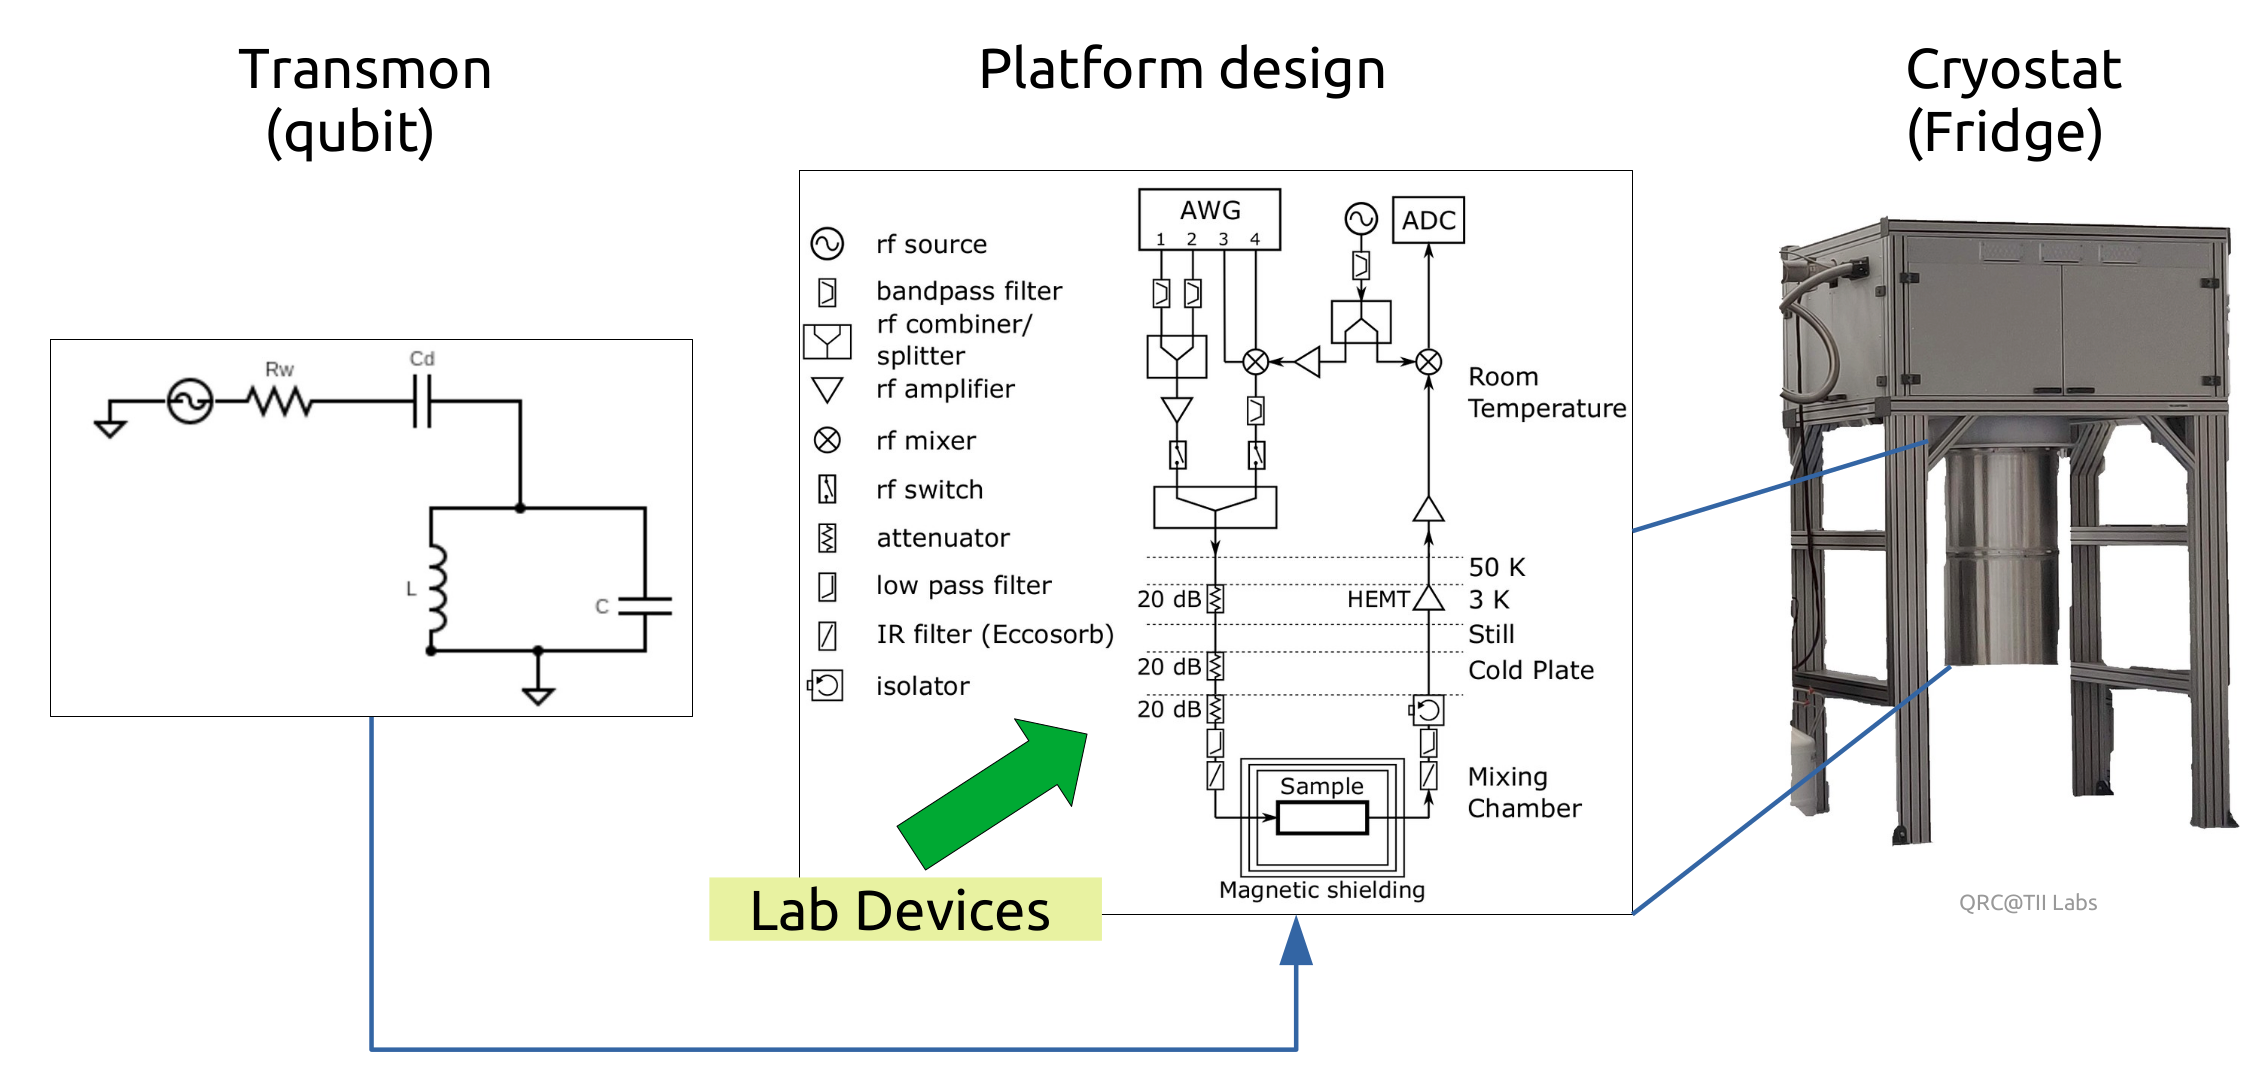 Transmon
(qubit)
Platform design
Cryostat
(Fridge)
Rw
Cd
L
C
rf source
bandpass filter
rf combiner/
splitter
rf amplifier
rf mixer
rf switch
attenuator
low pass filter
IR filter (Eccosorb)
isolator
AWG
1 2 3 4
ADC
Room
Temperature
50 K
20 dB
HEMT
3 K
Still
20 dB
Cold Plate
20 dB
Sample
Mixing
Chamber
Magnetic shielding
Lab Devices
QRC@TII Labs